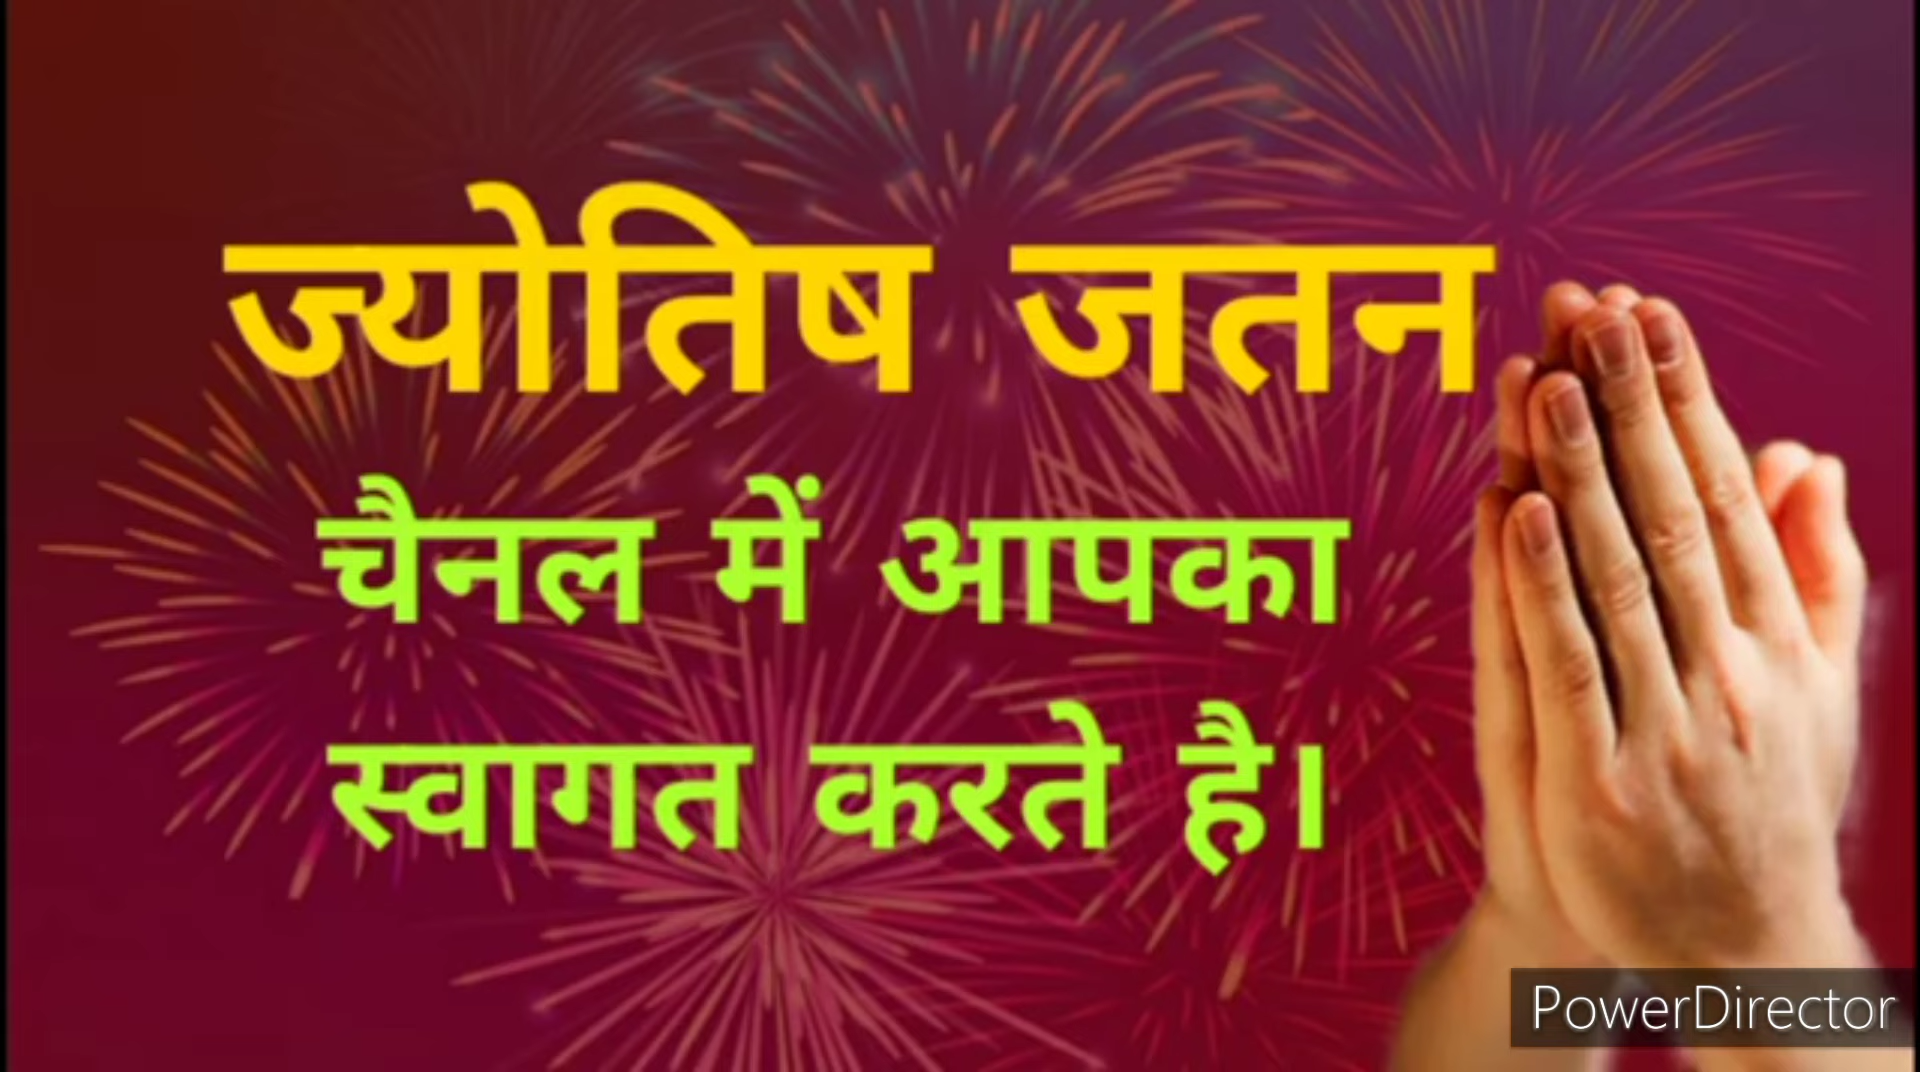 ज्योतिष जतन
चैनल में आपका
स्वागत करते है।
PowerDirector